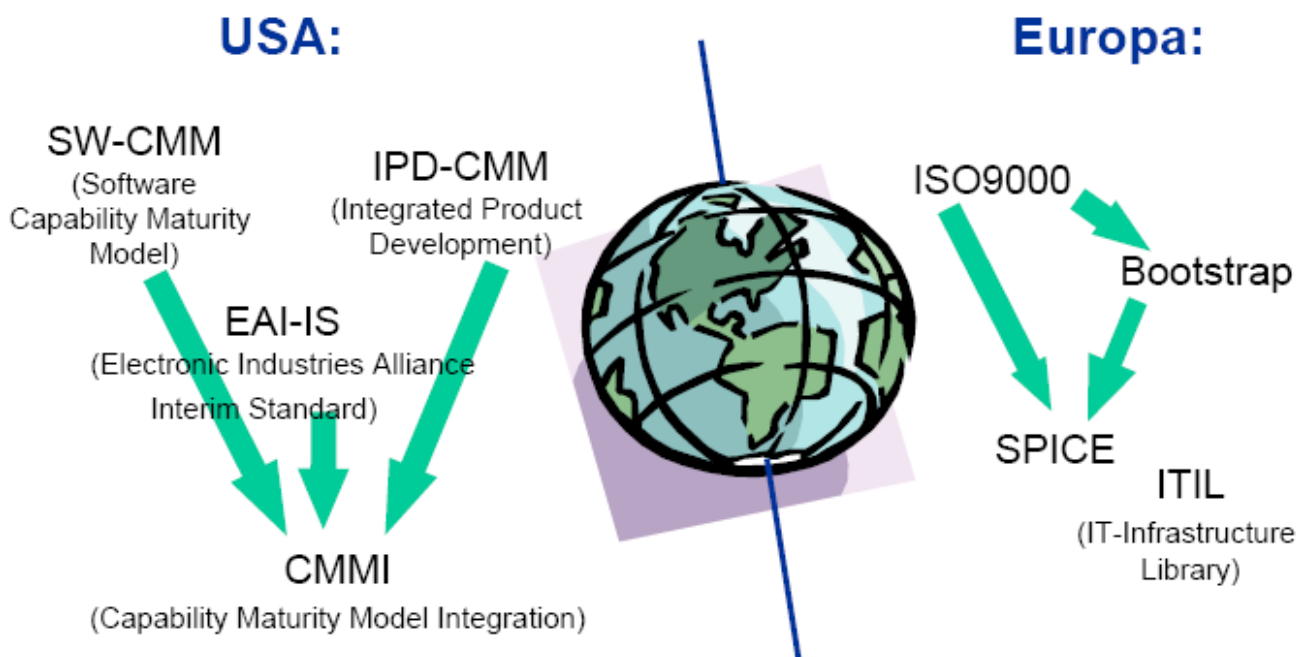 USA:
SW-CMM
(Software
Capability Maturity
Model)
IPD-CMM
(Integrated Product
Development)
EAI-IS
(Electronic Industries Alliance
Interim Standard)
CMMI
(Capability Maturity Model Integration)
Europa:
ISO9000
Bootstrap
SPICE
ITIL
(IT-Infrastructure
Library)